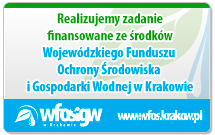 Realizujemy zadanie
finansowane ze środków
Wojewódzkiego Funduszu
Ochrony Środowiska
i Gospodarki Wodnej w Krakowie
wfośigw
w Krakowie
www.wfos.krakow.pl